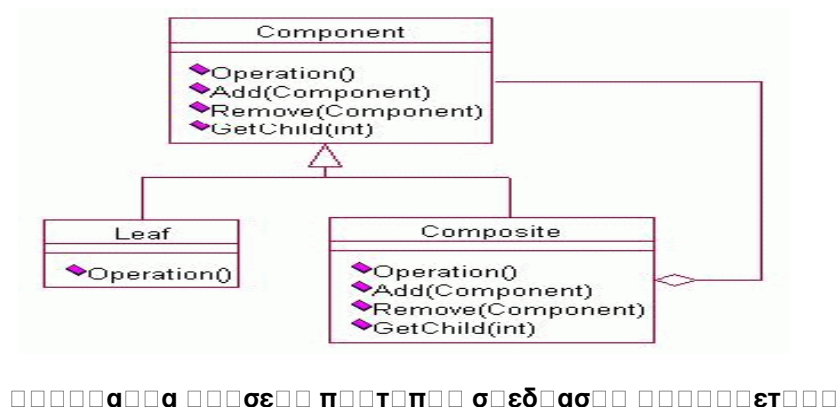 Component
Operation()
Add(Component)
Remove(Component)
GetChild(int)
Leaf
Operation()
Composite
Operation()
Add(Component)
Remove(Component)
GetChild(int)